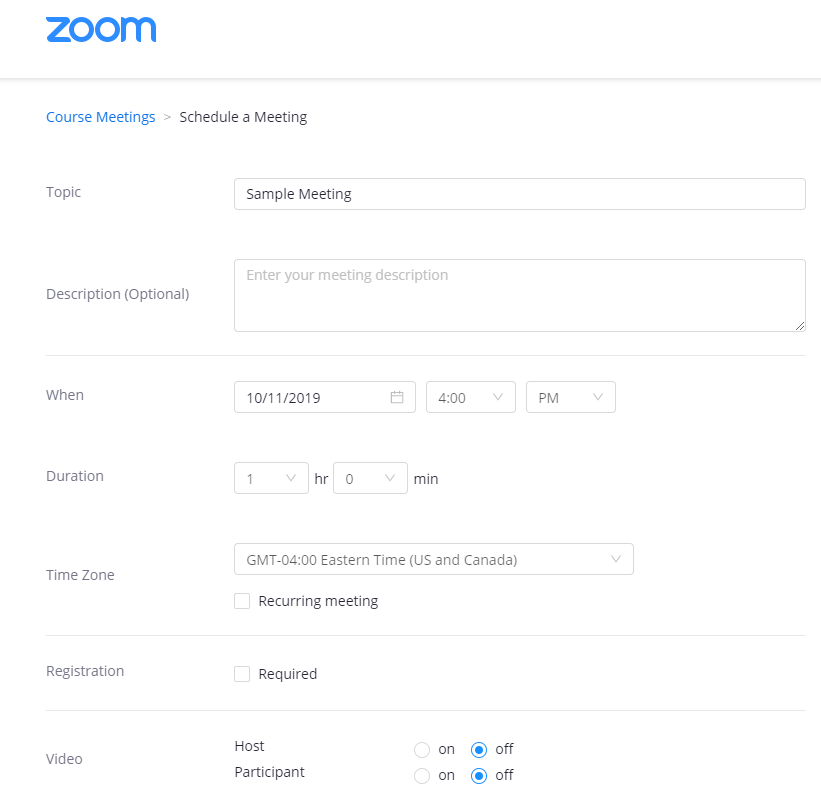 zoom
Course Meetings > Schedule a Meeting
Topic Sample Meeting
Description (Optional) Enter your meeting description
When 10/11/2019 4:00 PM
Duration 1 hr 0 min
Time Zone GMT-04:00 Eastern Time (US and Canada)
Recurring meeting
Registration Required
Video Host on off
Participant on off